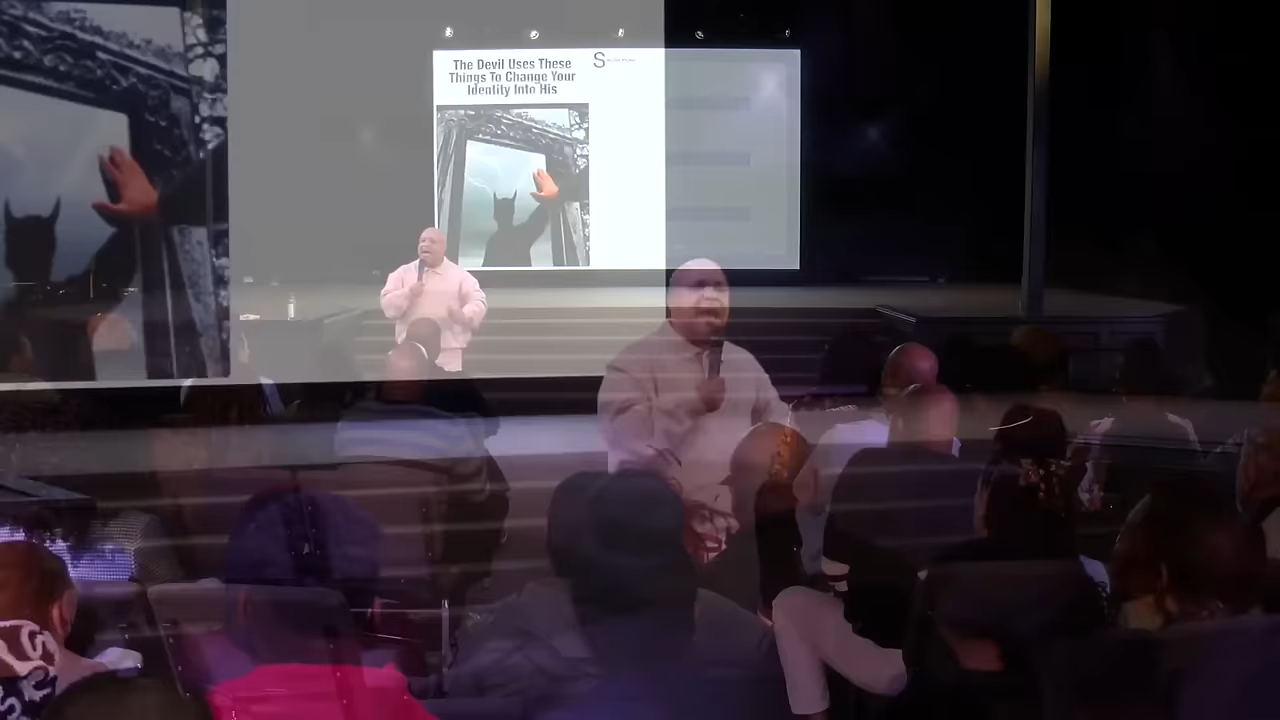 The Devil Uses These
Things To Change Your
Identity Into His
S